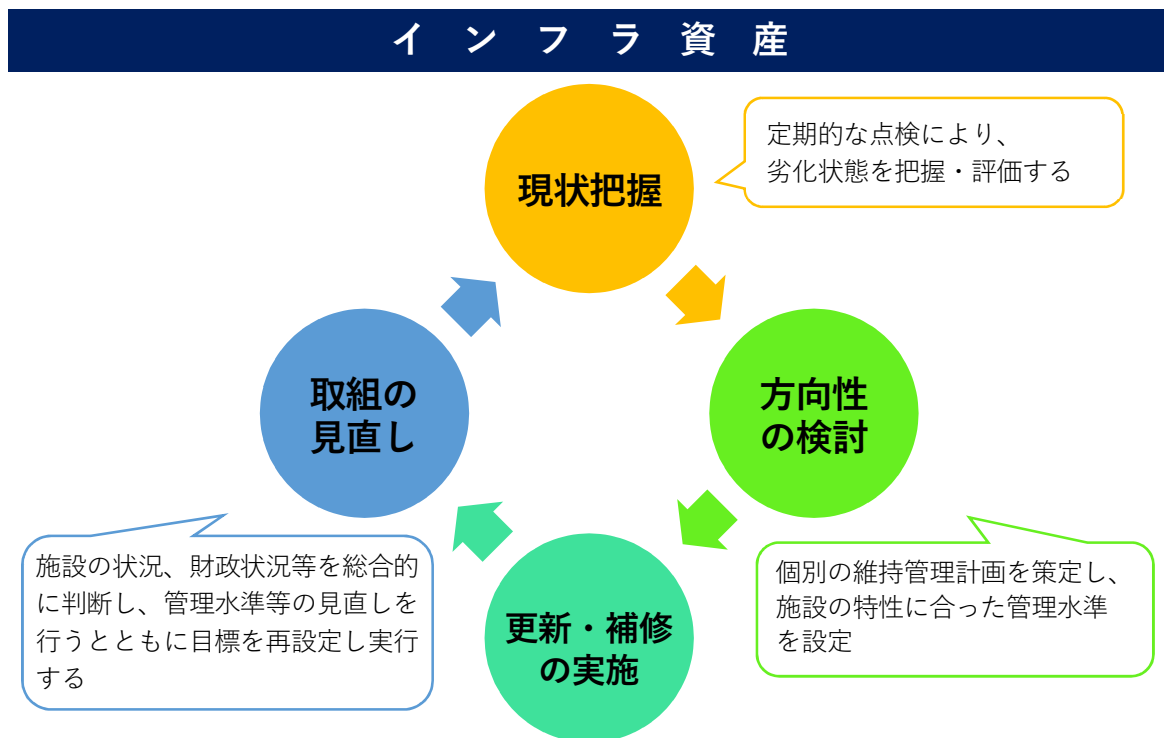 インフラ資産
現状把握
定期的な点検により、
劣化状態を把握・評価する
方向性
の検討
個別の維持管理計画を策定し、
施設の特性に合った管理水準
を設定
更新・補修
の実施
取組の
見直し
施設の状況、財政状況等を総合的
に判断し、管理水準等の見直しを
行うとともに目標を再設定し実行
する